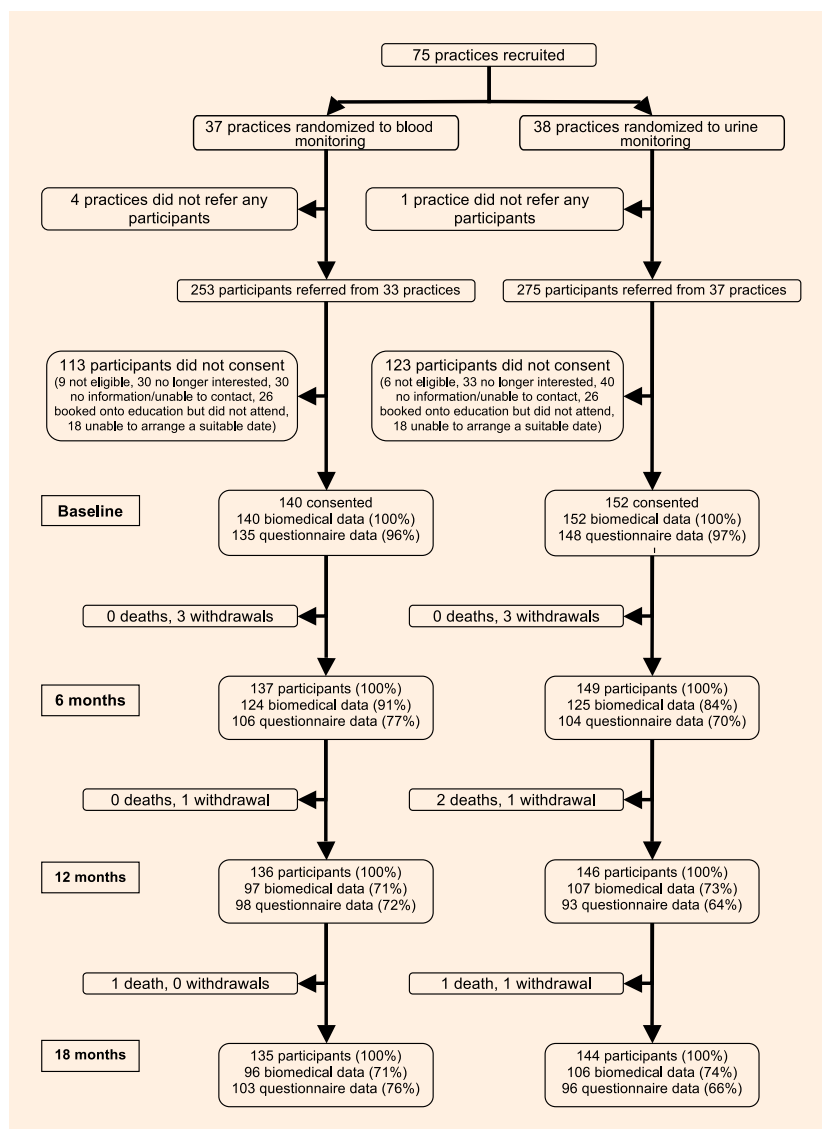 75 practices recruited
37 practices randomized to blood
monitoring
38 practices randomized to urine
monitoring
4 practices did not refer any
participants
1 practice did not refer any
participants
253 participants referred from 33 practices
275 participants referred from 37 practices
113 participants did not consent
(9 not eligible, 30 no longer interested, 30
no information/unable to contact, 26
booked onto education but did not attend,
18 unable to arrange a suitable date)
123 participants did not consent
(6 not eligible, 33 no longer interested, 40
no information/unable to contact, 26
booked onto education but did not attend,
18 unable to arrange a suitable date)
Baseline
140 consented
140 biomedical data (100%)
135 questionnaire data (96%)
152 consented
152 biomedical data (100%)
148 questionnaire data (97%)
0 deaths, 3 withdrawals
0 deaths, 3 withdrawals
6 months
137 participants (100%)
124 biomedical data (91%)
106 questionnaire data (77%)
149 participants (100%)
125 biomedical data (84%)
104 questionnaire data (70%)
0 deaths, 1 withdrawal
2 deaths, 1 withdrawal
12 months
136 participants (100%)
97 biomedical data (71%)
98 questionnaire data (72%)
146 participants (100%)
107 biomedical data (73%)
93 questionnaire data (64%)
1 death, 0 withdrawals
1 death, 1 withdrawal
18 months
135 participants (100%)
96 biomedical data (71%)
103 questionnaire data (76%)
144 participants (100%)
106 biomedical data (74%)
96 questionnaire data (66%)